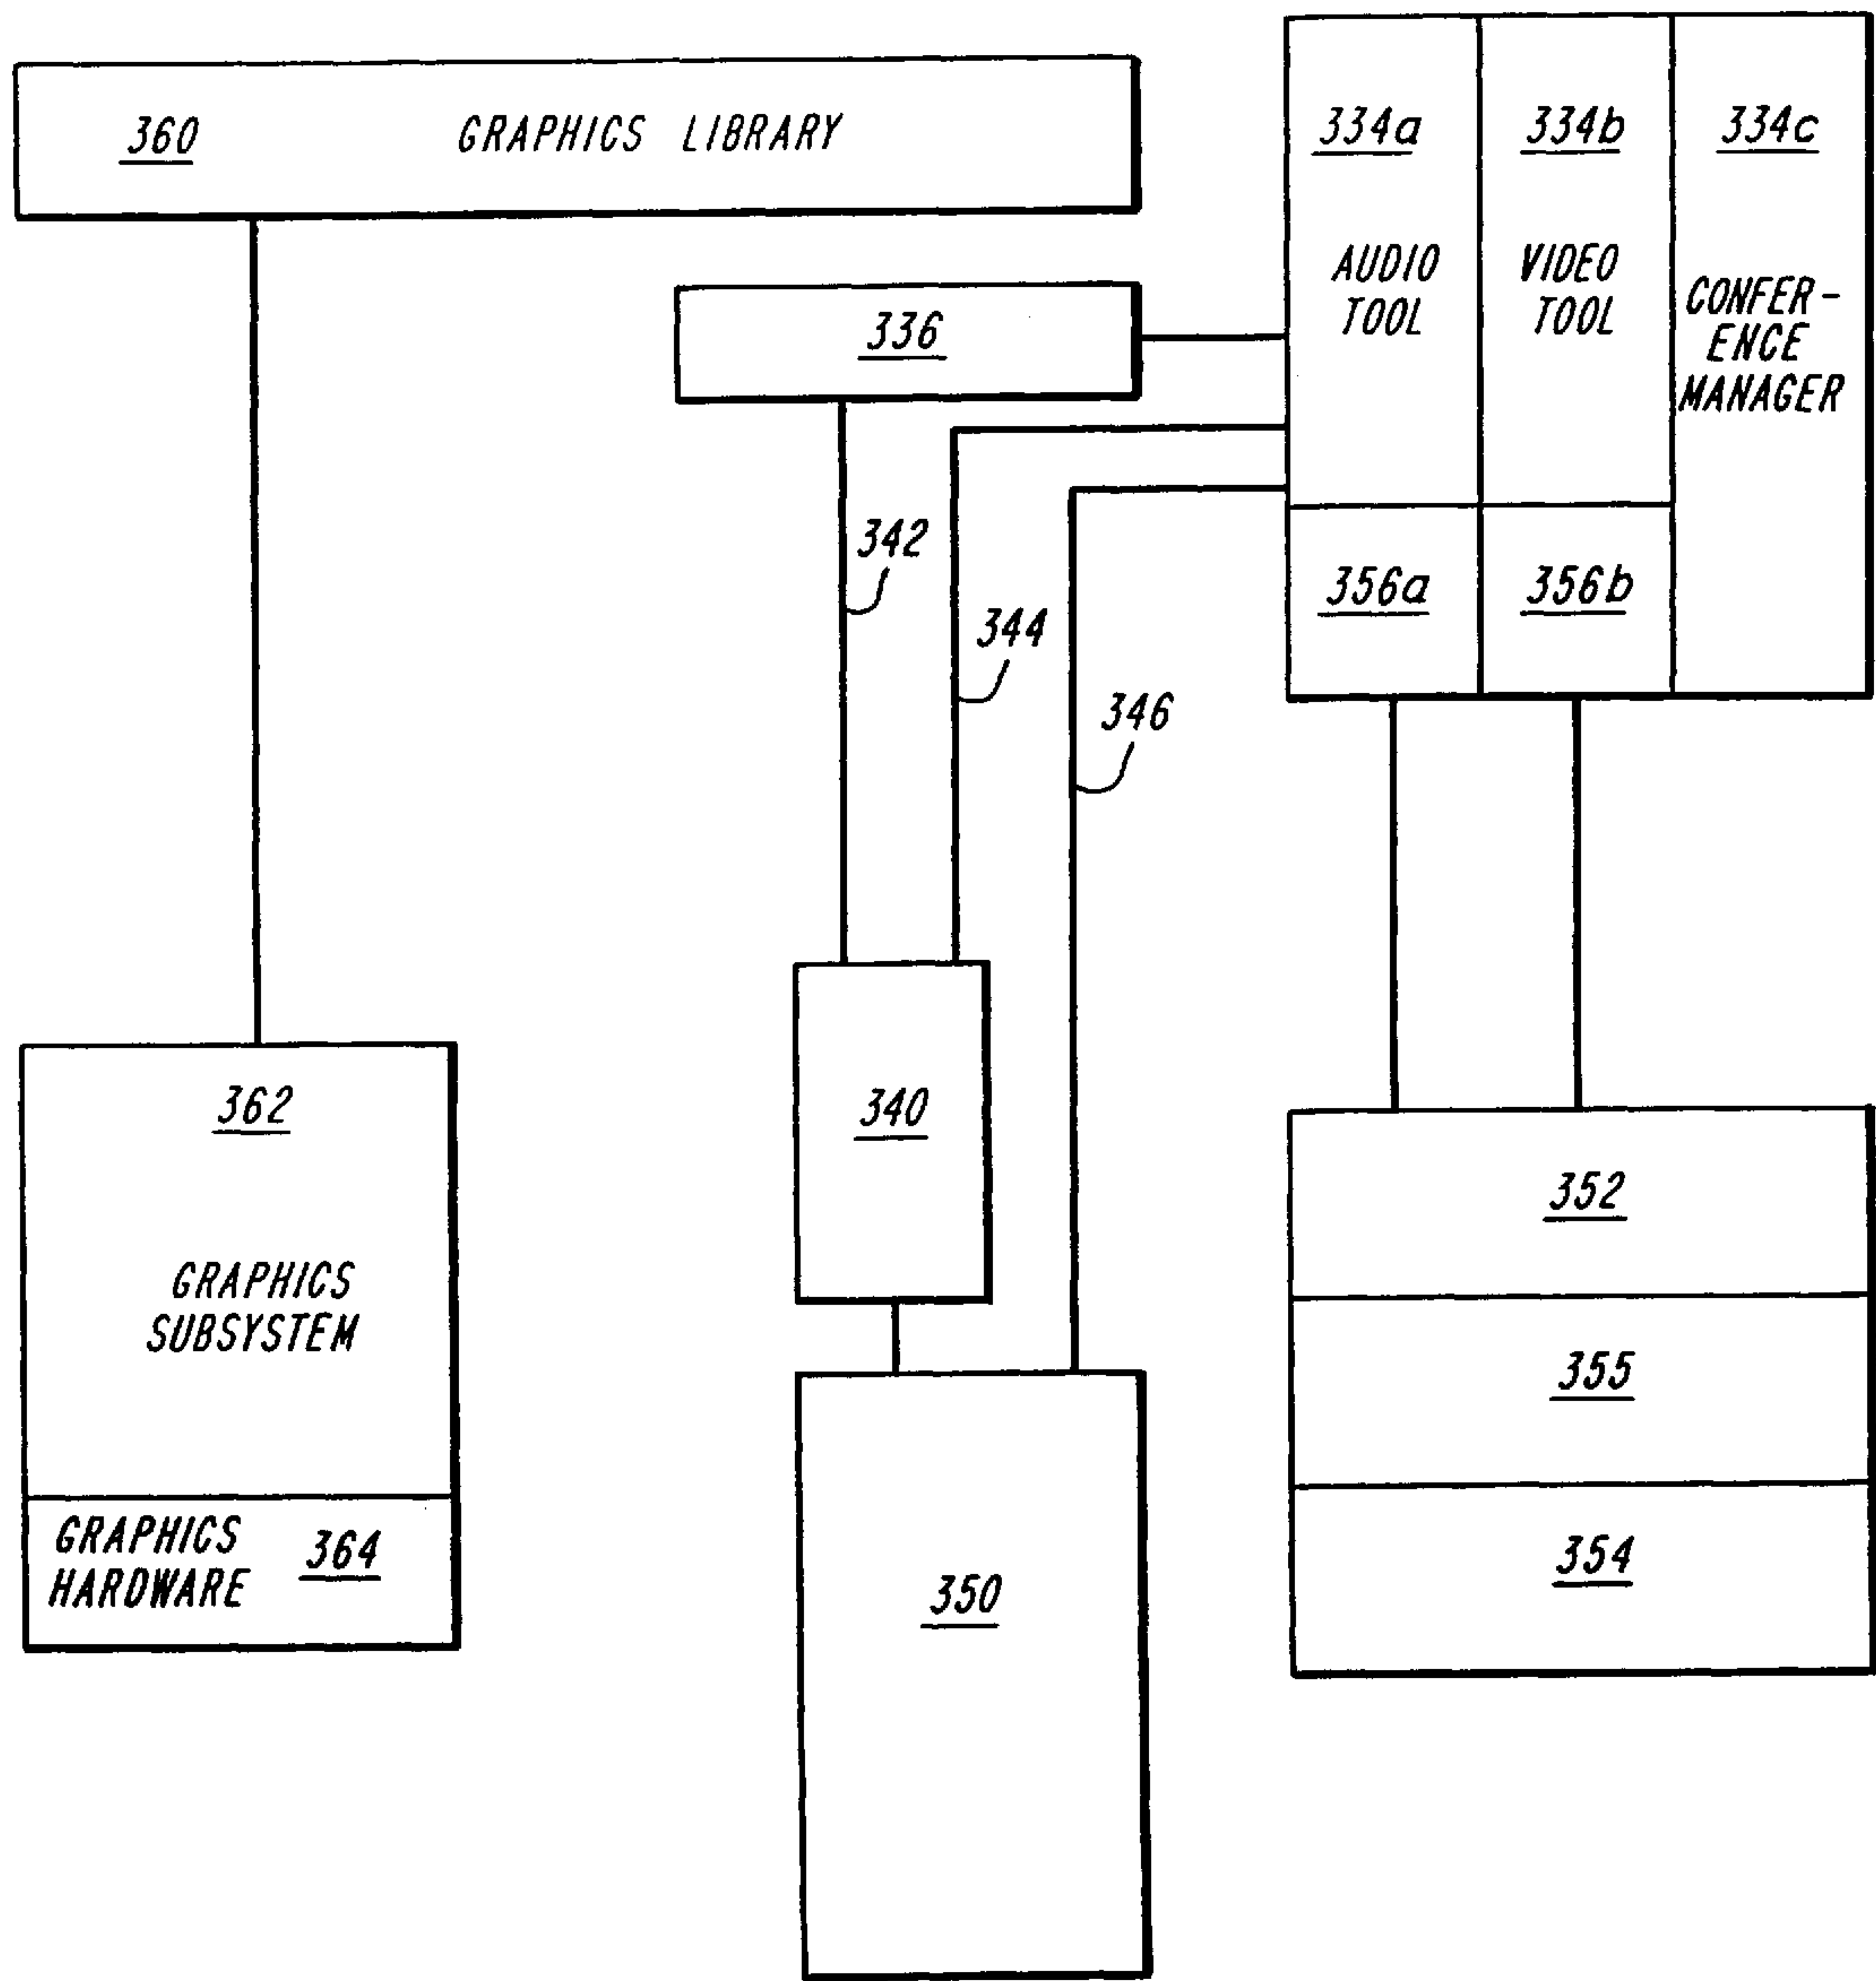 360 GRAPHICS LIBRARY
334a 334b 334c
AUDIO
TOOL
VIDEO
TOOL
CONFER-
ENCE
MANAGER
336
342
344
346
356a 356b
340
362
GRAPHICS
SUBSYSTEM
GRAPHICS
HARDWARE
364
350
352
355
354